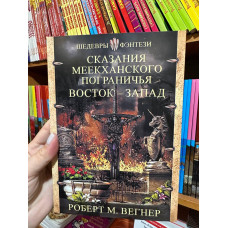 ШЕДЕВРЫ ФЭНТЕЗИ
СКАЗАНИЯ
МЕЕКХАНСКОГО
ПОГРАНИЧЬЯ
ВОСТОК – ЗАПАД
РОБЕРТ М. ВЕГНЕР